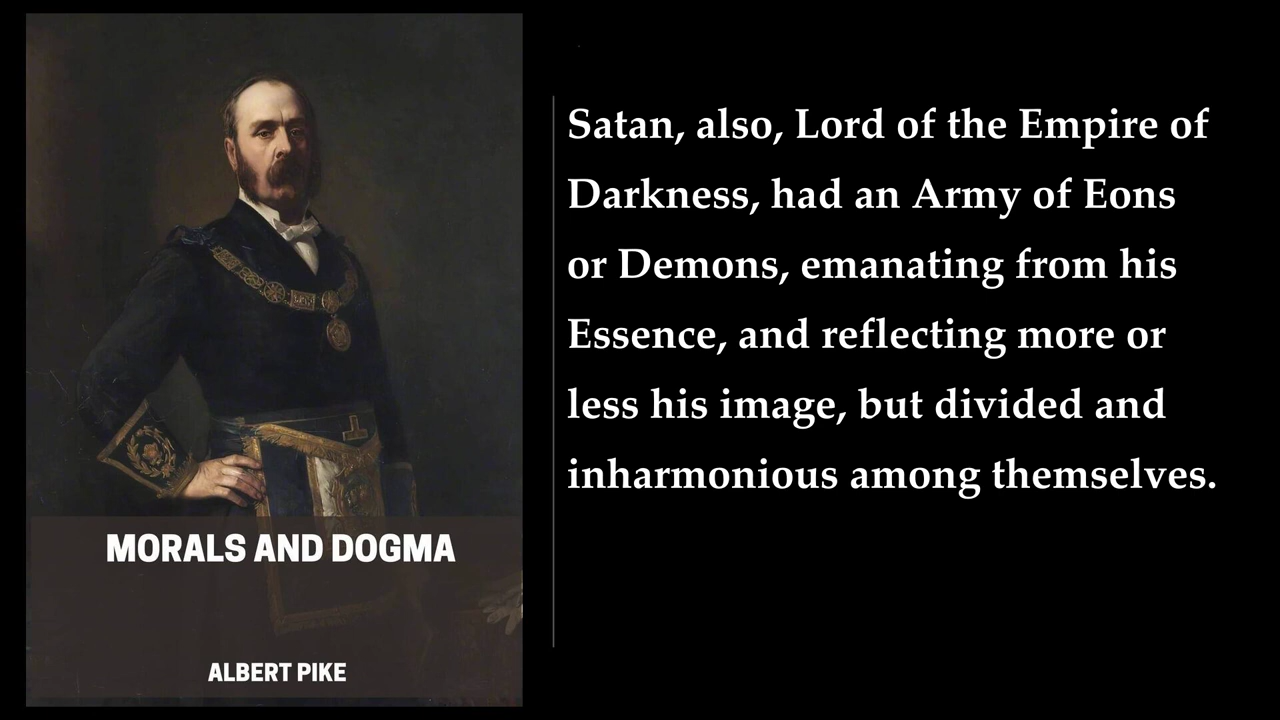 MORALS AND DOGMA
ALBERT PIKE
Satan, also, Lord of the Empire of
Darkness, had an Army of Eons
or Demons, emanating from his
Essence, and reflecting more or
less his image, but divided and
inharmonious among themselves.